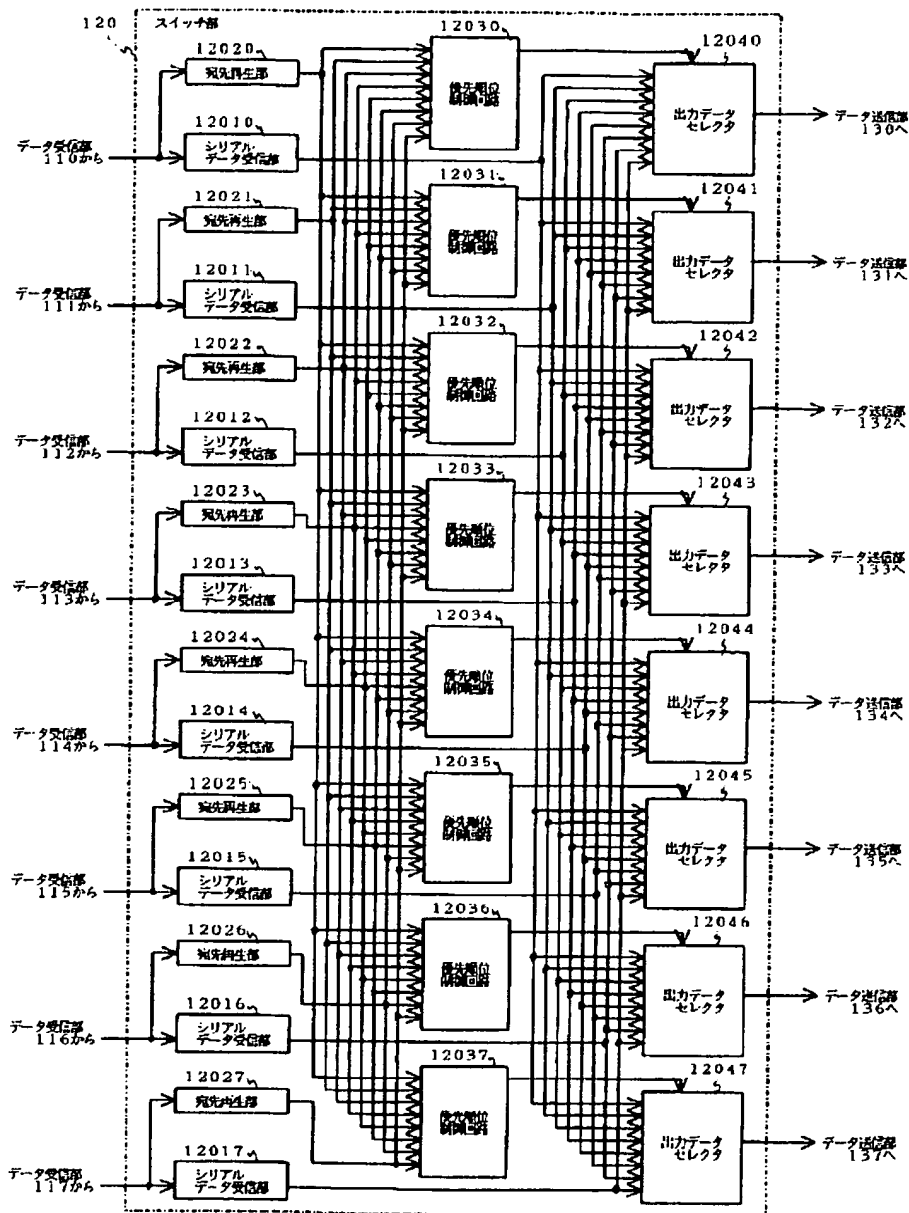 120
スイッチ部
12020
宛先再生部
12010
シリアル
データ受信部
データ受信部
110から
12030
優先順位
制御回路
12040
出力データ
セレクタ
データ送信部
130へ
12021
宛先再生部
12011
シリアル
データ受信部
データ受信部
111から
12031
優先順位
制御回路
12041
出力データ
セレクタ
データ送信部
131へ
12022
宛先再生部
12012
シリアル
データ受信部
データ受信部
112から
12032
優先順位
制御回路
12042
出力データ
セレクタ
データ送信部
132へ
12023
宛先再生部
12013
シリアル
データ受信部
データ受信部
113から
12033
優先順位
制御回路
12043
出力データ
セレクタ
データ送信部
133へ
12024
宛先再生部
12014
シリアル
データ受信部
データ受信部
114から
12034
優先順位
制御回路
12044
出力データ
セレクタ
データ送信部
134へ
12025
宛先再生部
12015
シリアル
データ受信部
データ受信部
115から
12035
優先順位
制御回路
12045
出力データ
セレクタ
データ送信部
135へ
12026
宛先再生部
12016
シリアル
データ受信部
データ受信部
116から
12036
優先順位
制御回路
12046
出力データ
セレクタ
データ送信部
136へ
12027
宛先再生部
12017
シリアル
データ受信部
データ受信部
117から
12037
優先順位
制御回路
12047
出力データ
セレクタ
データ送信部
137へ